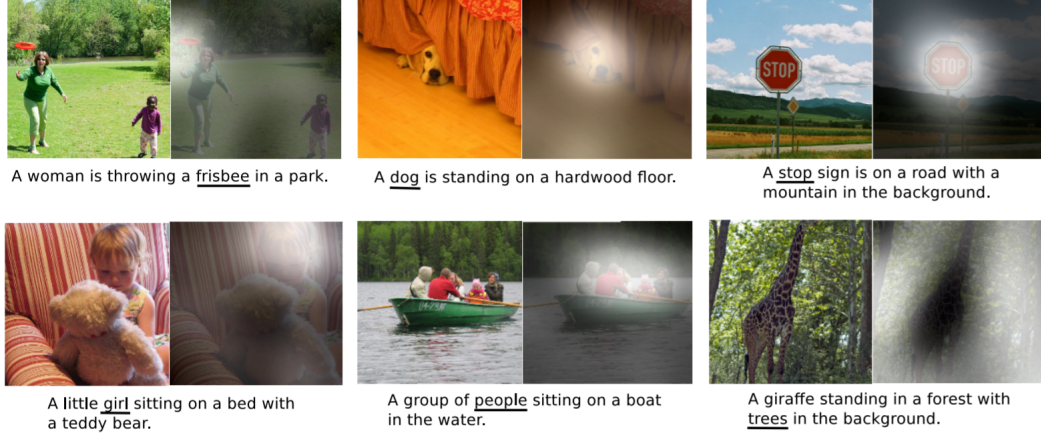 STOP
STOP
A woman is throwing a frisbee in a park.
A dog is standing on a hardwood floor.
A stop sign is on a road with a
mountain in the background.
A little girl sitting on a bed with
a teddy bear.
A group of people sitting on a boat
in the water.
A giraffe standing in a forest with
trees in the background.